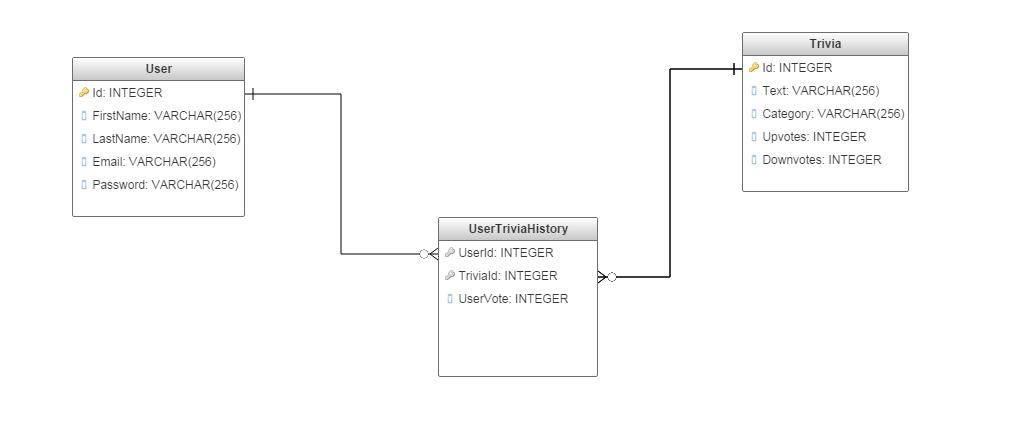 User
Id: INTEGER
FirstName: VARCHAR(256)
LastName: VARCHAR(256)
Email: VARCHAR(256)
Password: VARCHAR(256)
Trivia
Id: INTEGER
Text: VARCHAR(256)
Category: VARCHAR(256)
Upvotes: INTEGER
Downvotes: INTEGER
UserTriviaHistory
UserId: INTEGER
TriviaId: INTEGER
UserVote: INTEGER